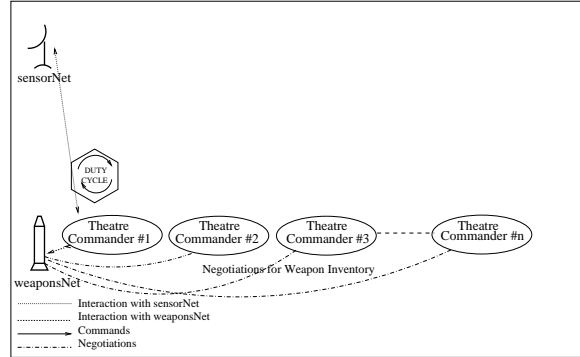 sensorNet
DUTY
CYCLE
Theatre
Commander #1
Theatre
Commander #2
Theatre
Commander #3
Theatre
Commander #n
Negotiations for Weapon Inventory
weaponsNet
Interaction with sensorNet
Interaction with weaponsNet
Commands
Negotiations